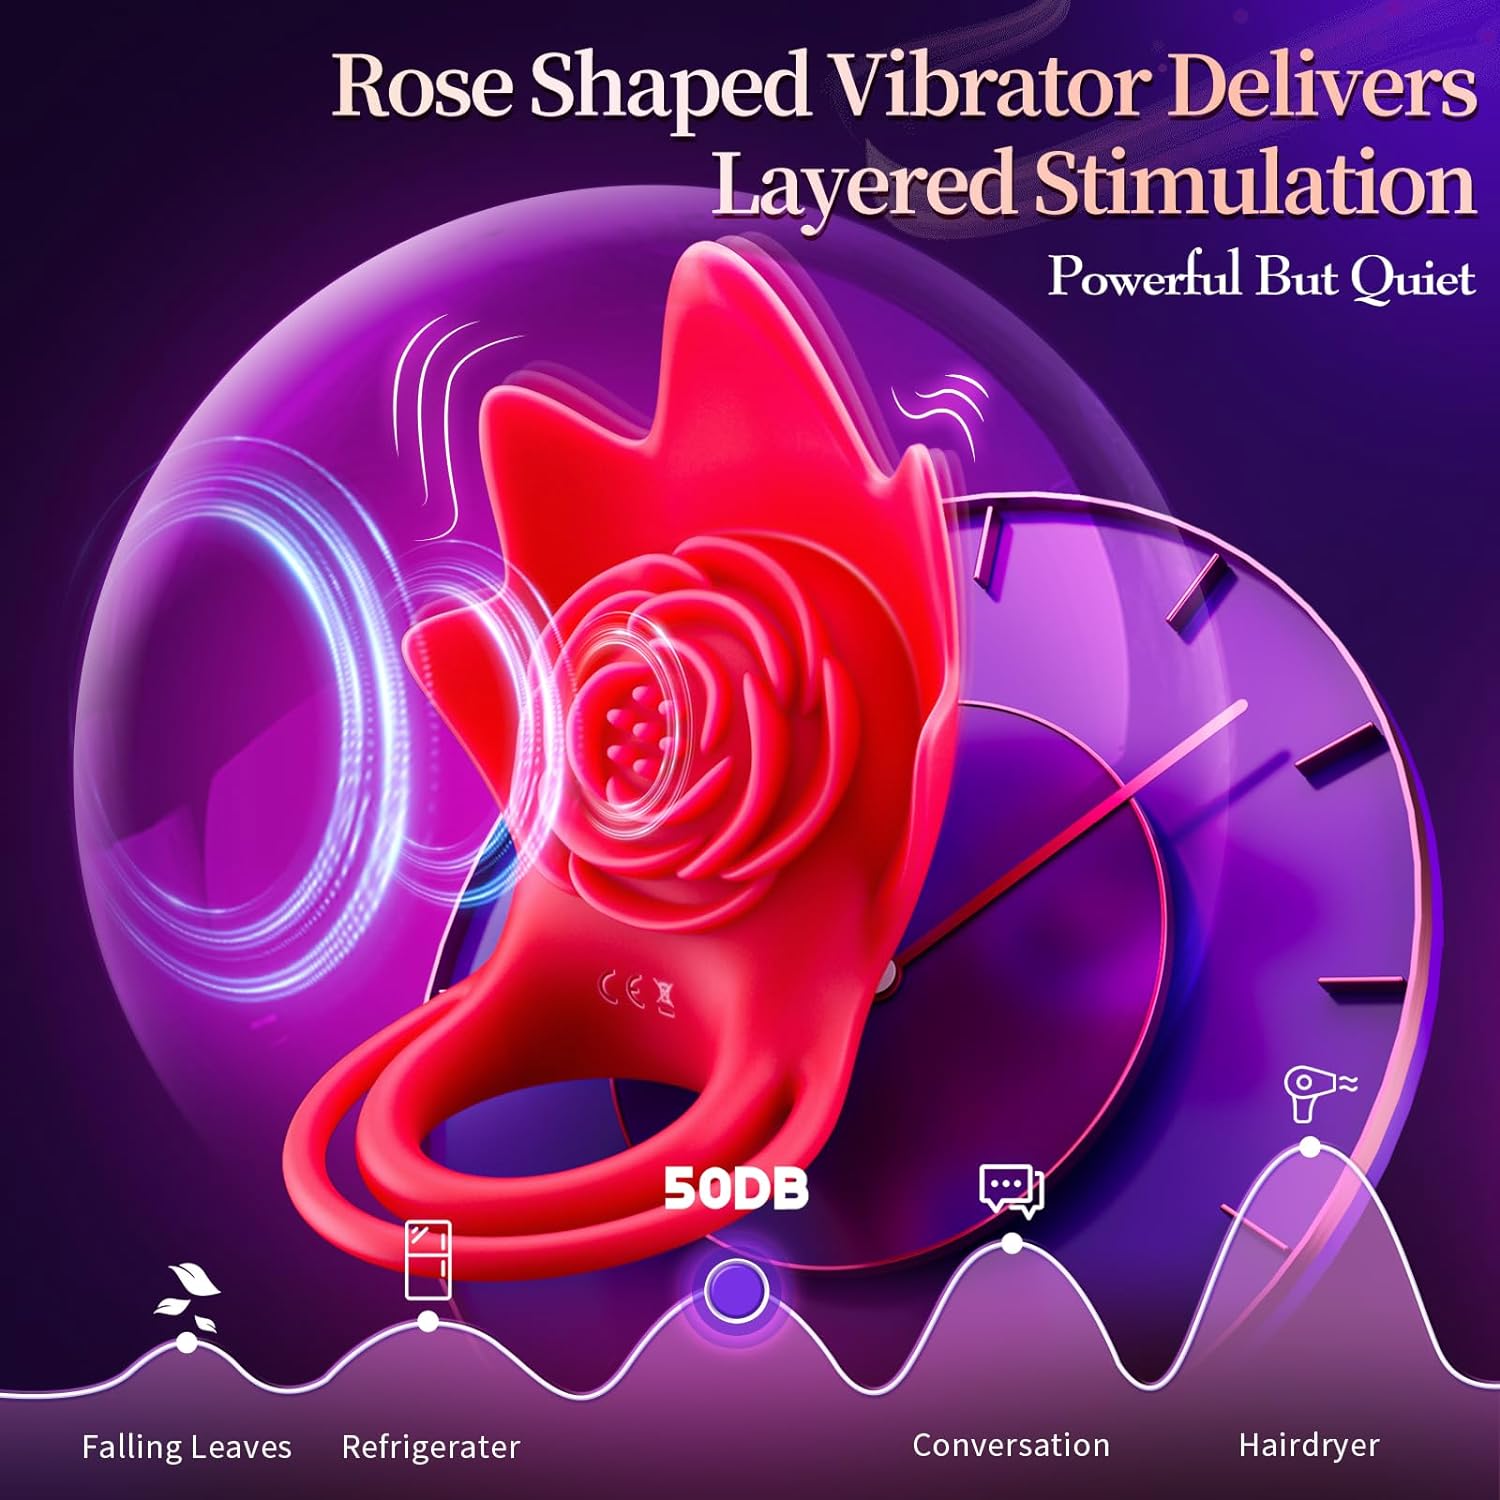 Rose Shaped Vibrator Delivers
Layered Stimulation
Powerful But Quiet
CE
50DB
Falling Leaves
Refrigerater
Conversation
Hairdryer